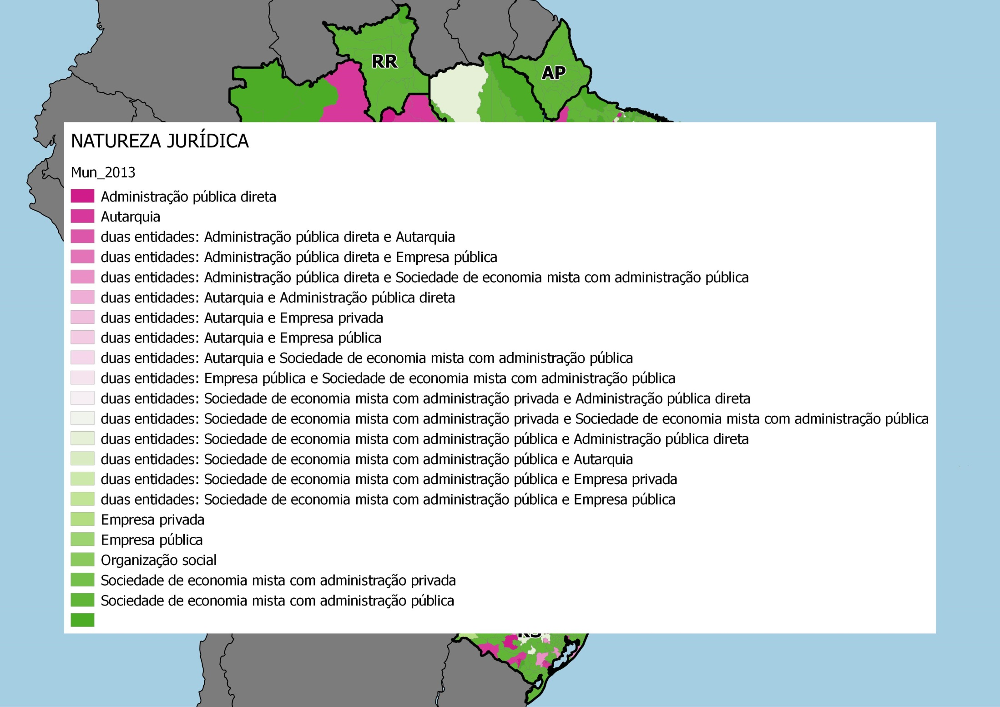 RR
AP
NATUREZA JURÍDICA
Mun_2013
Administração pública direta
Autarquia
duas entidades: Administração pública direta e Autarquia
duas entidades: Administração pública direta e Empresa pública
duas entidades: Administração pública direta e Sociedade de economia mista com administração pública
duas entidades: Autarquia e Administração pública direta
duas entidades: Autarquia e Empresa privada
duas entidades: Autarquia e Empresa pública
duas entidades: Autarquia e Sociedade de economia mista com administração pública
duas entidades: Empresa pública e Sociedade de economia mista com administração pública
duas entidades: Sociedade de economia mista com administração privada e Administração pública direta
duas entidades: Sociedade de economia mista com administração privada e Sociedade de economia mista com administração pública
duas entidades: Sociedade de economia mista com administração pública e Administração pública direta
duas entidades: Sociedade de economia mista com administração pública e Autarquia
duas entidades: Sociedade de economia mista com administração pública e Empresa privada
duas entidades: Sociedade de economia mista com administração pública e Empresa pública
Empresa privada
Empresa pública
Organização social
Sociedade de economia mista com administração privada
Sociedade de economia mista com administração pública
RS